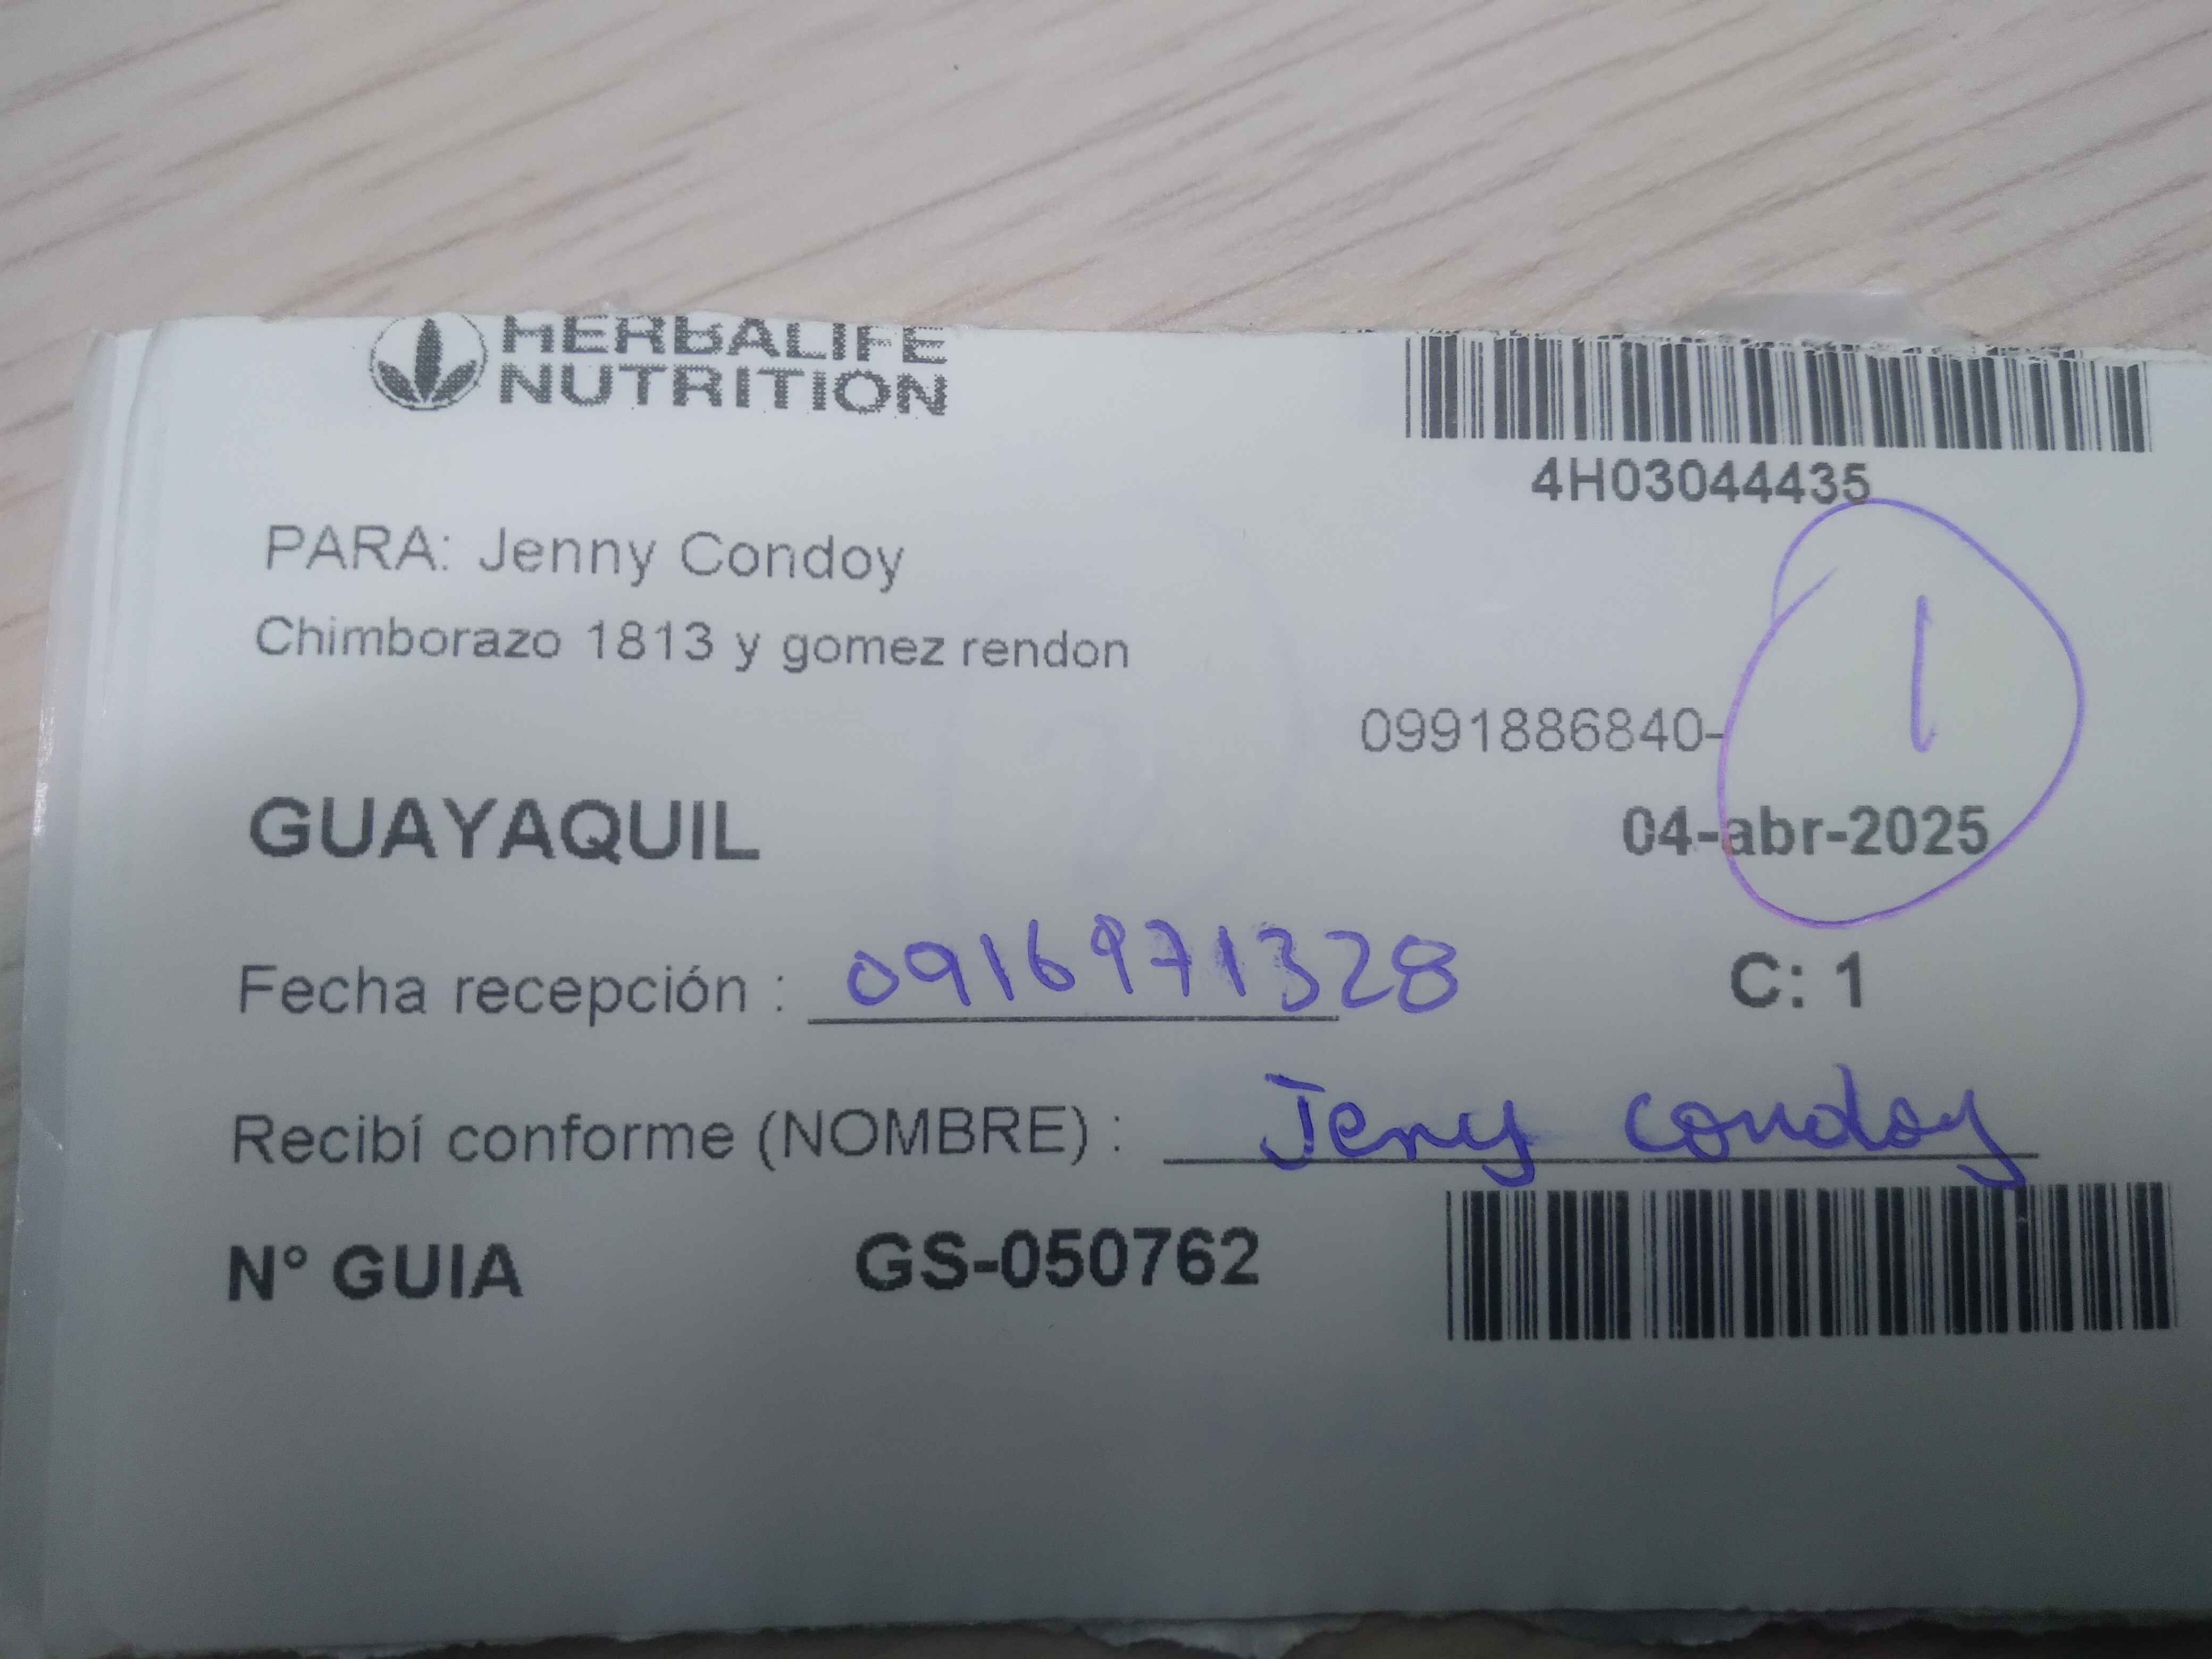 HERBALIFE
NUTRITION
4H03044435
PARA: Jenny Condoy
Chimborazo 1813 y gomez rendon
1
0991886840-
GUAYAQUIL
04-abr-2025
Fecha recepción : 0916971328
C: 1
Recibí conforme (NOMBRE) : Jeny condoy
N° GUIA GS-050762